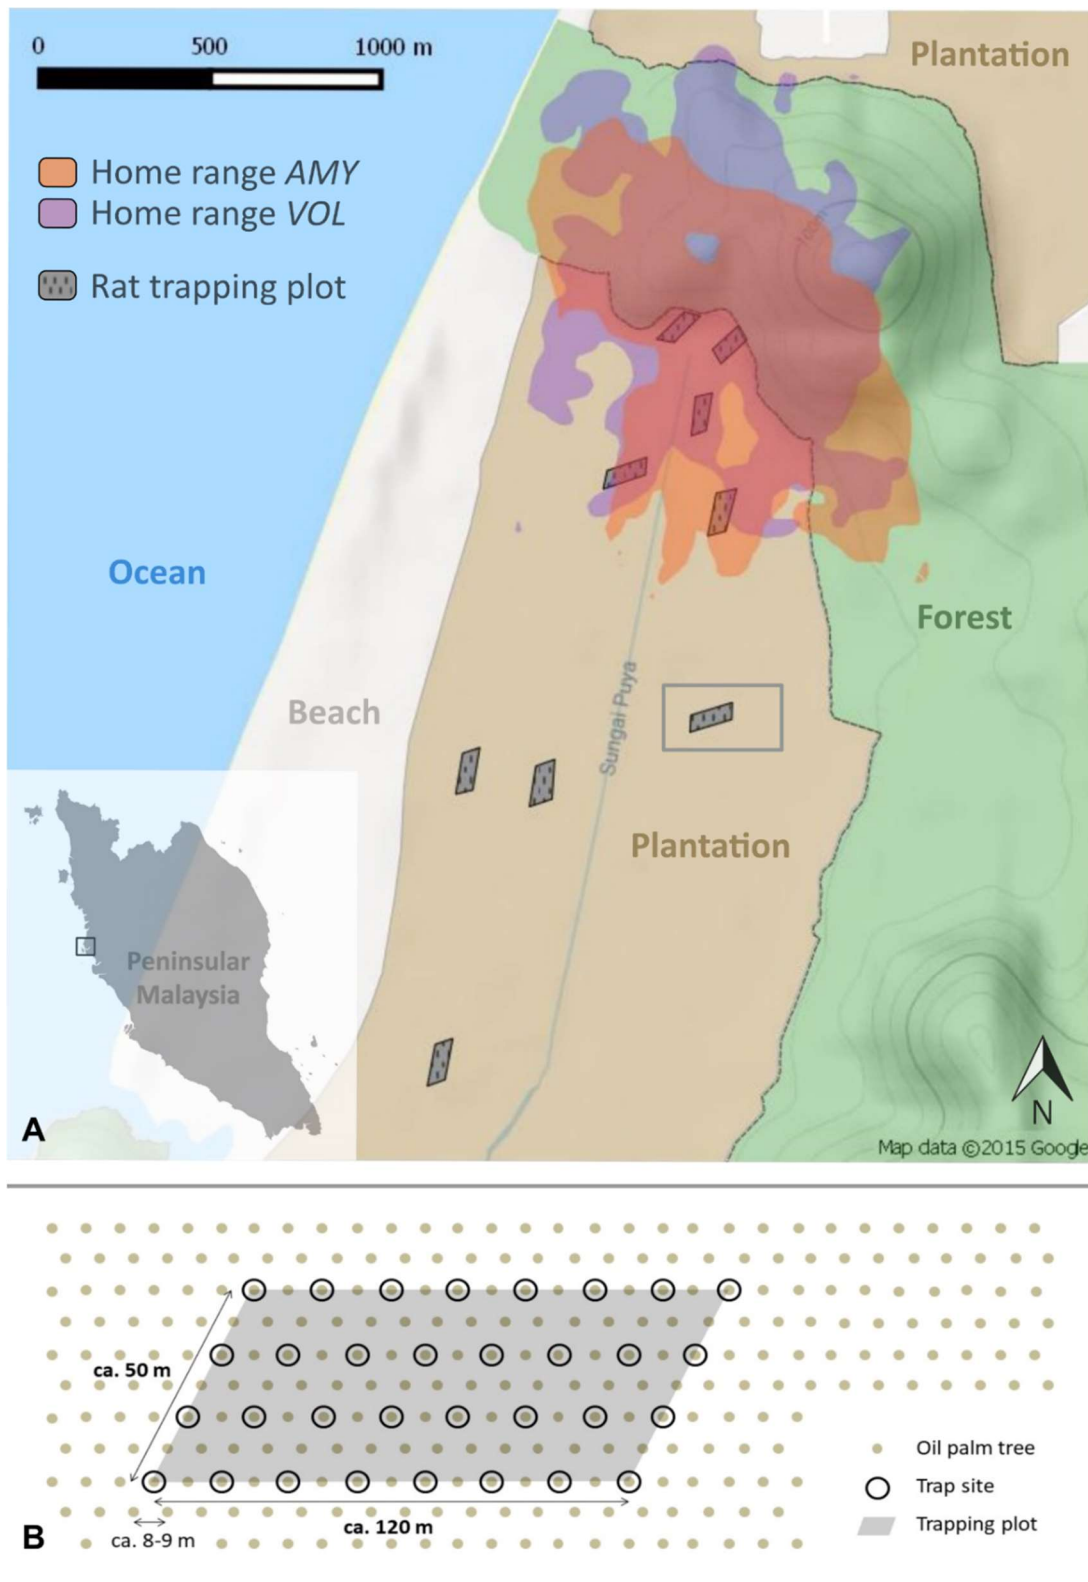 0 500 1000 m
Plantation
Home range AMY
Home range VOL
Rat trapping plot
100m
Ocean
Forest
Beach
Sungai Puya
Plantation
Peninsular
Malaysia
N
A
Map data ©2015 Google
ca. 50 m
Oil palm tree
Trap site
Trapping plot
ca. 120 m
ca. 8-9 m
B